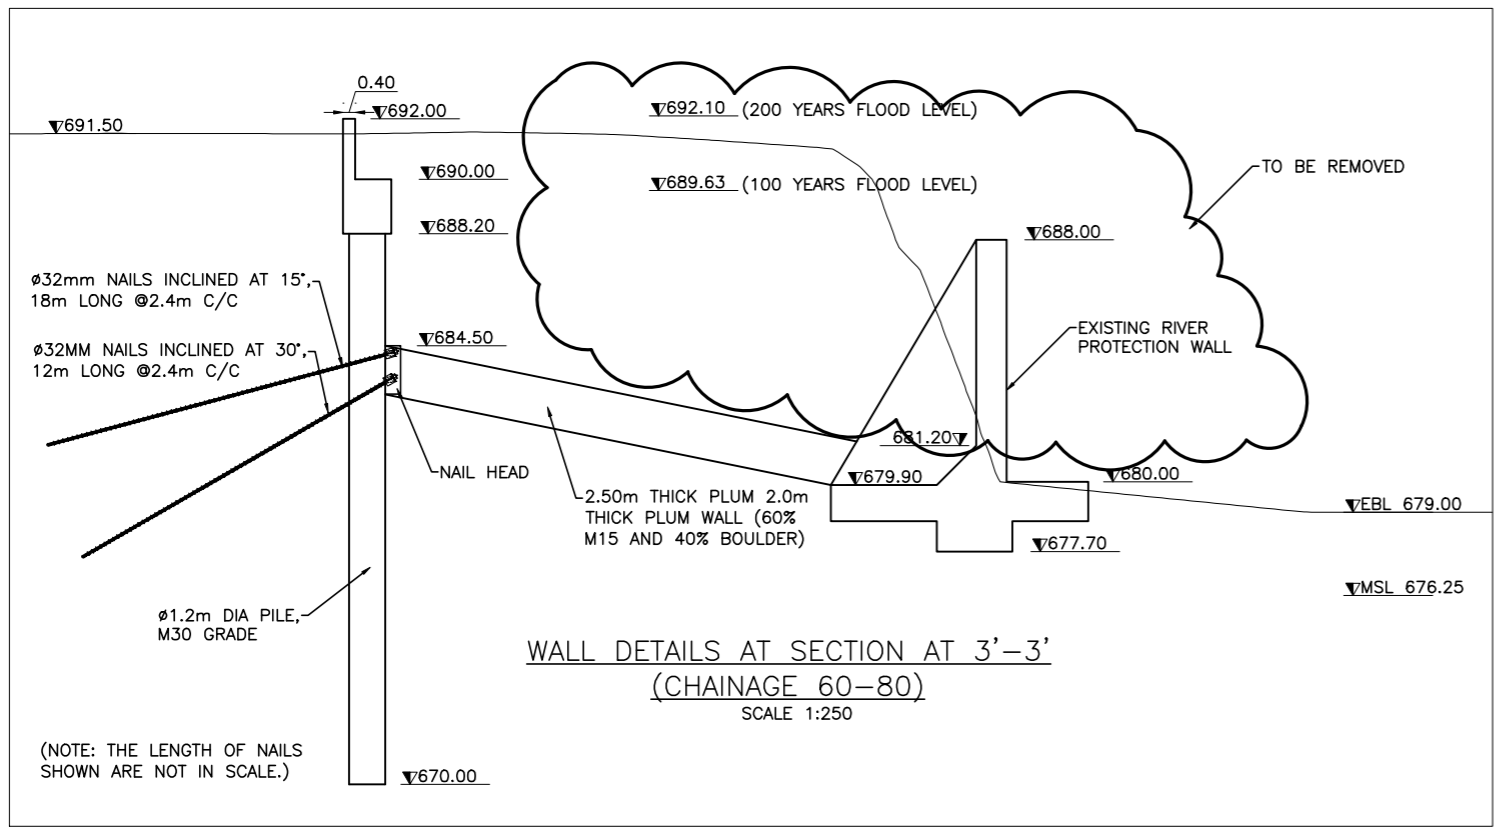 0.40
692.00
691.50
692.10 (200 YEARS FLOOD LEVEL)
690.00
689.63 (100 YEARS FLOOD LEVEL)
TO BE REMOVED
688.20
688.00
ø32mm NAILS INCLINED AT 15°,
18m LONG @2.4m C/C
684.50
ø32MM NAILS INCLINED AT 30°,
12m LONG @2.4m C/C
EXISTING RIVER
PROTECTION WALL
681.20
NAIL HEAD
679.90
680.00
2.50m THICK PLUM 2.0m
THICK PLUM WALL (60%
M15 AND 40% BOULDER)
EBL 679.00
677.70
MSL 676.25
ø1.2m DIA PILE,
M30 GRADE
WALL DETAILS AT SECTION AT 3'-3'
(CHAINAGE 60-80)
SCALE 1:250
(NOTE: THE LENGTH OF NAILS
SHOWN ARE NOT IN SCALE.)
670.00